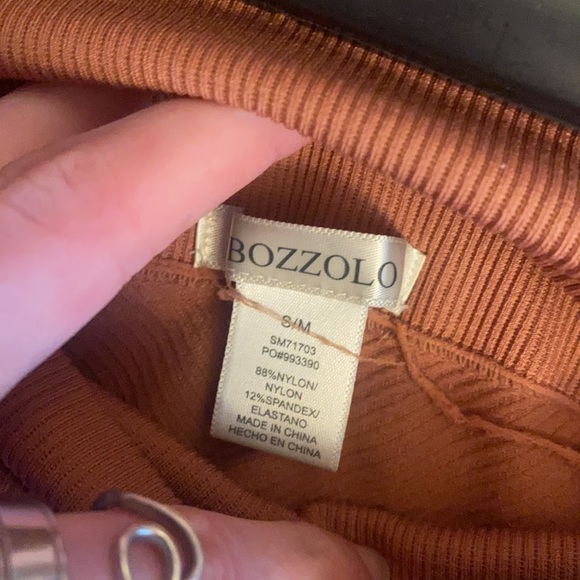 BOZZOLO
S/M
SM71703
PO#993390
88%NYLON/
NYLON
12%SPANDEX/
ELASTANO
MADE IN CHINA
HECHO EN CHINA